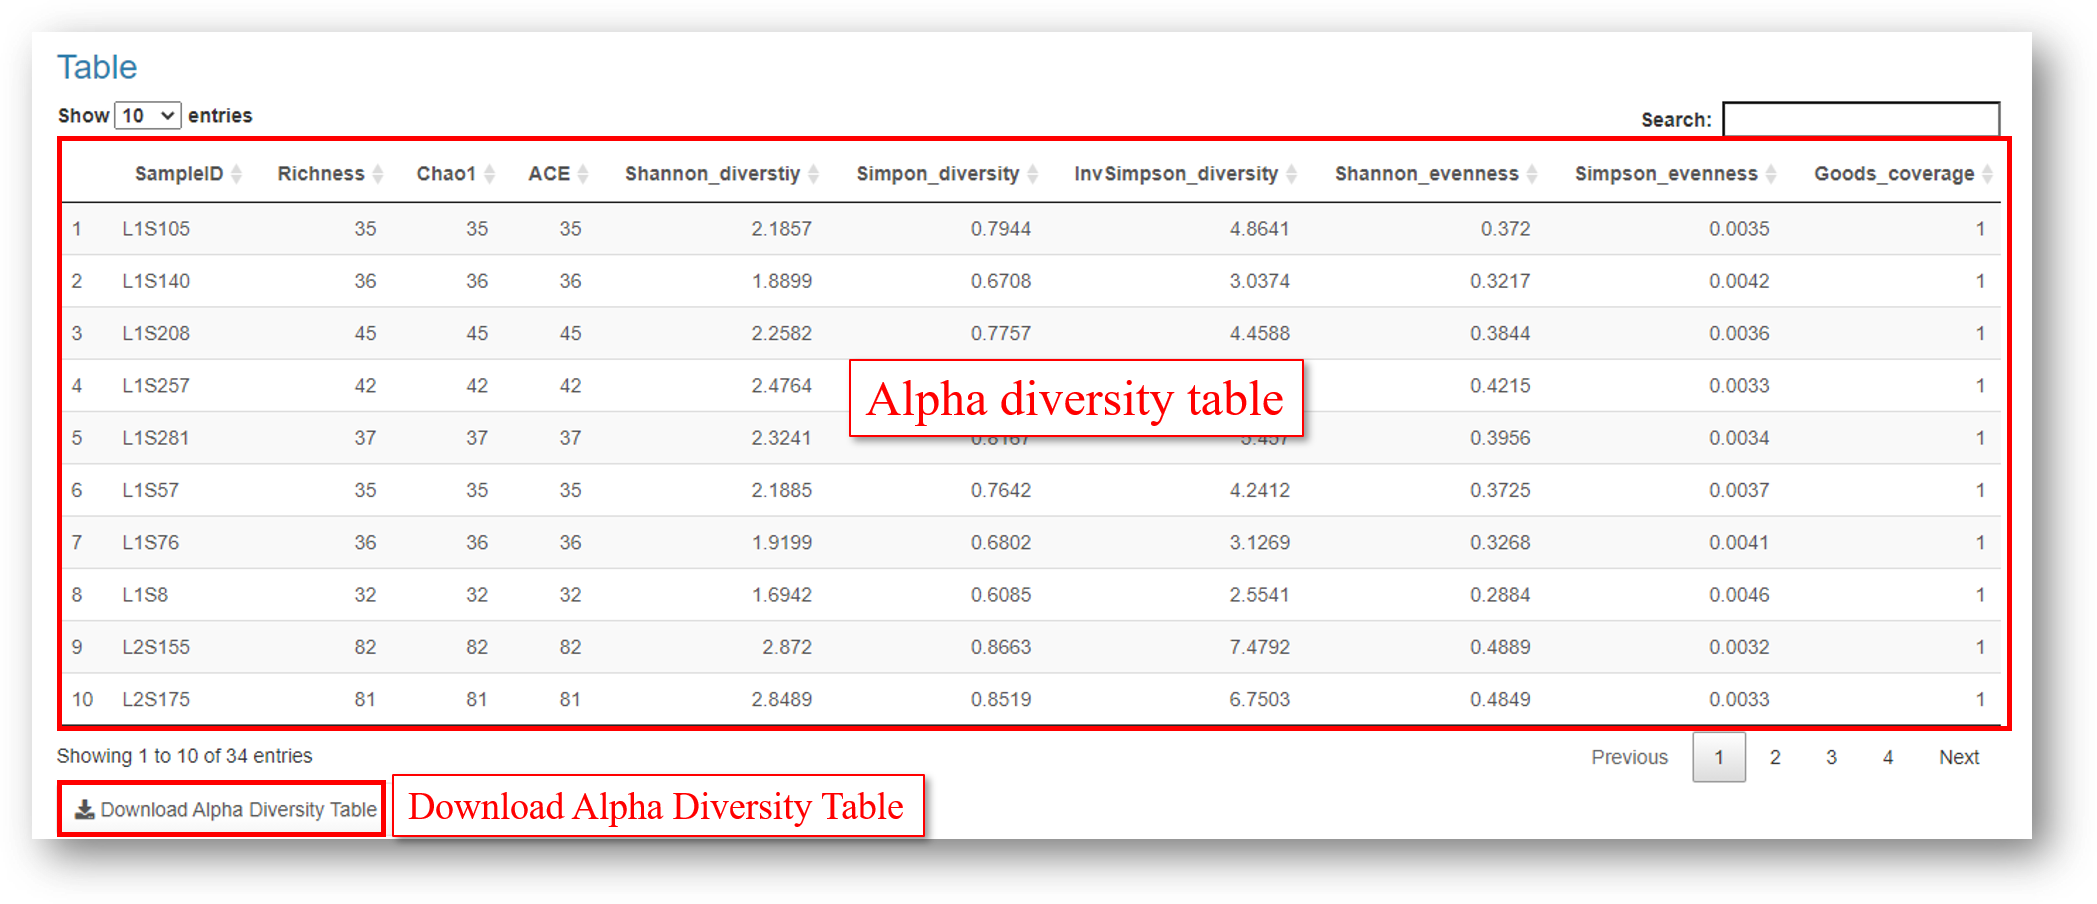 Table
Show 10 entries
Search:
SampleID Richness Chao1 ACE Shannon_diverstiy Simpon_diversity InvSimpson_diversity Shannon_evenness Simpson_evenness Goods_coverage
1 L1S105 35 35 35 2.1857 0.7944 4.8641 0.372 0.0035 1
2 L1S140 36 36 36 1.8899 0.6708 3.0374 0.3217 0.0042 1
3 L1S208 45 45 45 2.2582 0.7757 4.4588 0.3844 0.0036 1
4 L1S257 42 42 42 2.4764 0.4215 0.0033 1
Alpha diversity table
5 L1S281 37 37 37 2.3241 0.8167 5.457 0.3956 0.0034 1
6 L1S57 35 35 35 2.1885 0.7642 4.2412 0.3725 0.0037 1
7 L1S76 36 36 36 1.9199 0.6802 3.1269 0.3268 0.0041 1
8 L1S8 32 32 32 1.6942 0.6085 2.5541 0.2884 0.0046 1
9 L2S155 82 82 82 2.872 0.8663 7.4792 0.4889 0.0032 1
10 L2S175 81 81 81 2.8489 0.8519 6.7503 0.4849 0.0033 1
Showing 1 to 10 of 34 entries
Previous 1 2 3 4 Next
Download Alpha Diversity Table
Download Alpha Diversity Table